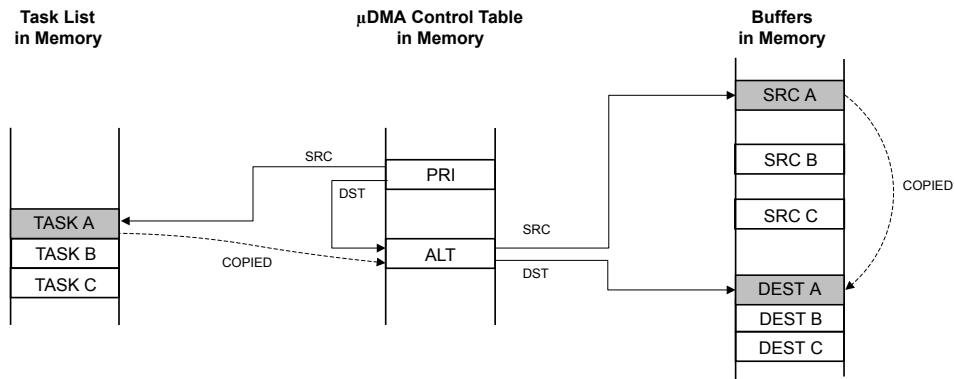 Task List
in Memory
µDMA Control Table
in Memory
Buffers
in Memory
SRC A
SRC
PRI
SRC B
DST
COPIED
TASK A
SRC C
SRC
TASK B
ALT
COPIED
DST
TASK C
DEST A
DEST B
DEST C